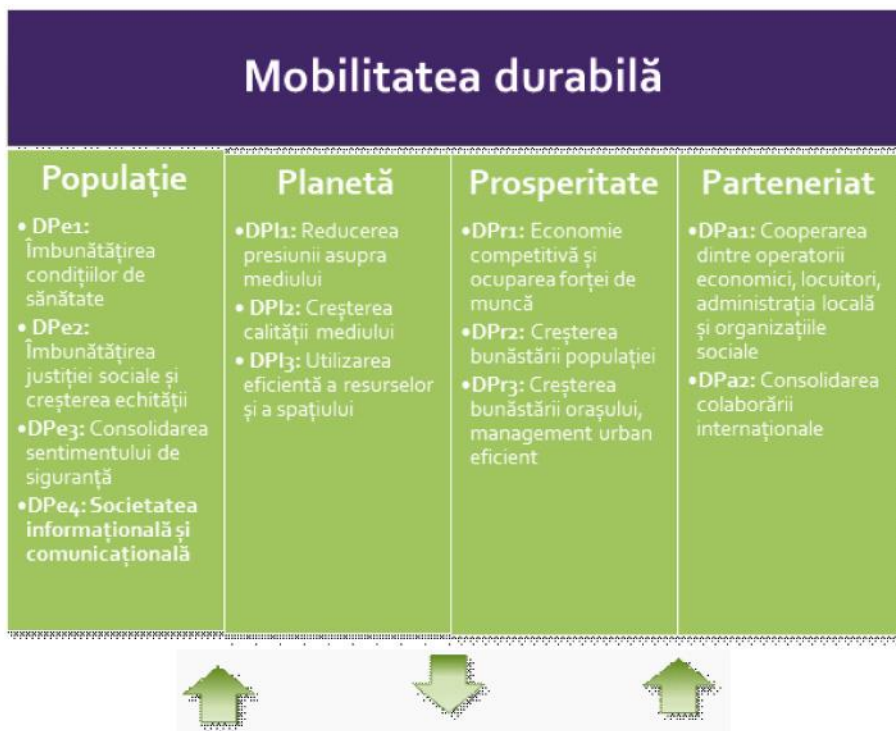 Mobilitatea durabilă
Populație
• DPe1:
Îmbunătățirea
condițiilor de
sănătate
• DPe2:
Îmbunătățirea
justiției sociale și
creșterea echității
•DPe3: Consolidarea
sentimentului de
siguranță
•DPe4: Societatea
informațională și
comunicațională
Planetă
•DPl1: Reducerea
presiunii asupra
mediului
• DPl2: Creșterea
calității mediului
• DPl3: Utilizarea
eficientă a resurselor
și a spațiului
Prosperitate
•DPr1: Economie
competitivă și
ocuparea forței de
muncă
•DPr2: Creșterea
bunăstării populației
•DPr3: Creșterea
bunăstării orașului,
management urban
eficient
Parteneriat
•DPa1: Cooperarea
dintre operatorii
economici, locuitori,
administrația locală
și organizațiile
sociale
•DPa2: Consolidarea
colaborării
internaționale